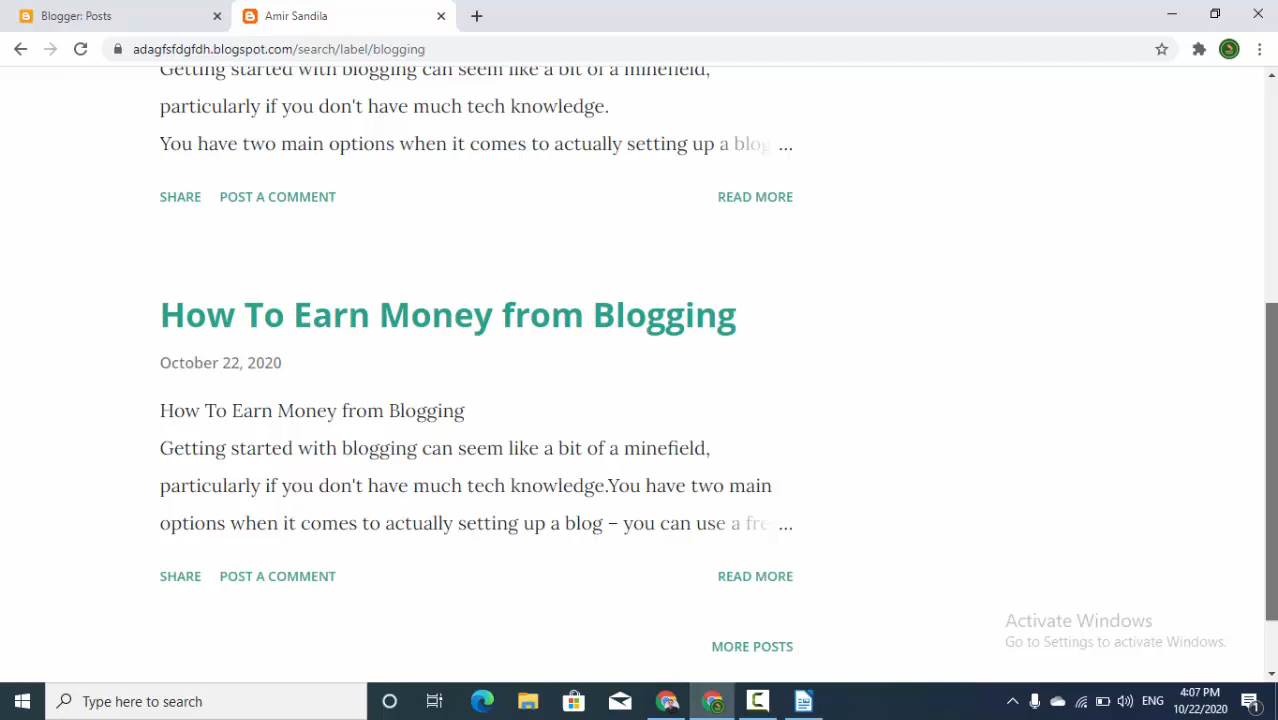 Blogger: Posts
Amir Sandila
adagfsfdgfdh.blogspot.com/search/label/blogging
Getting started with blogging can seem like a bit of a minefield,
particularly if you don't have much tech knowledge.
You have two main options when it comes to actually setting up a blog ...
SHARE POST A COMMENT READ MORE
How To Earn Money from Blogging
October 22, 2020
How To Earn Money from Blogging
Getting started with blogging can seem like a bit of a minefield,
particularly if you don't have much tech knowledge.You have two main
options when it comes to actually setting up a blog – you can use a fre ...
SHARE POST A COMMENT READ MORE
MORE POSTS
Activate Windows
Go to Settings to activate Windows.
Type here to search
ENG
4:07 PM
10/22/2020
1